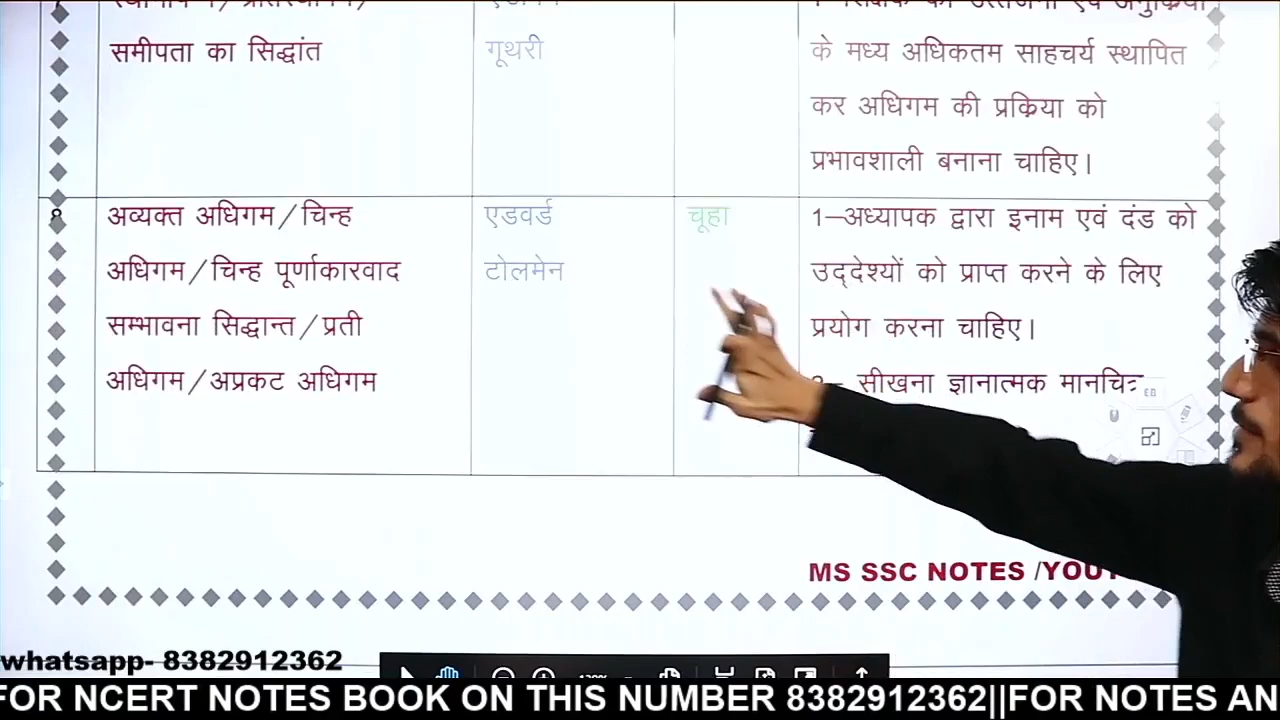 समीपता का सिद्धांत
गूथरी
के मध्य अधिकतम साहचर्य स्थापित
कर अधिगम की प्रक्रिया को
प्रभावशाली बनाना चाहिए।
8
अव्यक्त अधिगम/चिन्ह
अधिगम/चिन्ह पूर्णाकारवाद
सम्भावना सिद्धान्त/प्रती
अधिगम/अप्रकट अधिगम
एडवर्ड
टोलमेन
चूहा
1–अध्यापक द्वारा इनाम एवं दंड को
उद्देश्यों को प्राप्त करने के लिए
प्रयोग करना चाहिए।
सीखना ज्ञानात्मक मानचित्र
MS SSC NOTES
whatsapp- 8382912362
FOR NCERT NOTES BOOK ON THIS NUMBER 8382912362||FOR NOTES AN